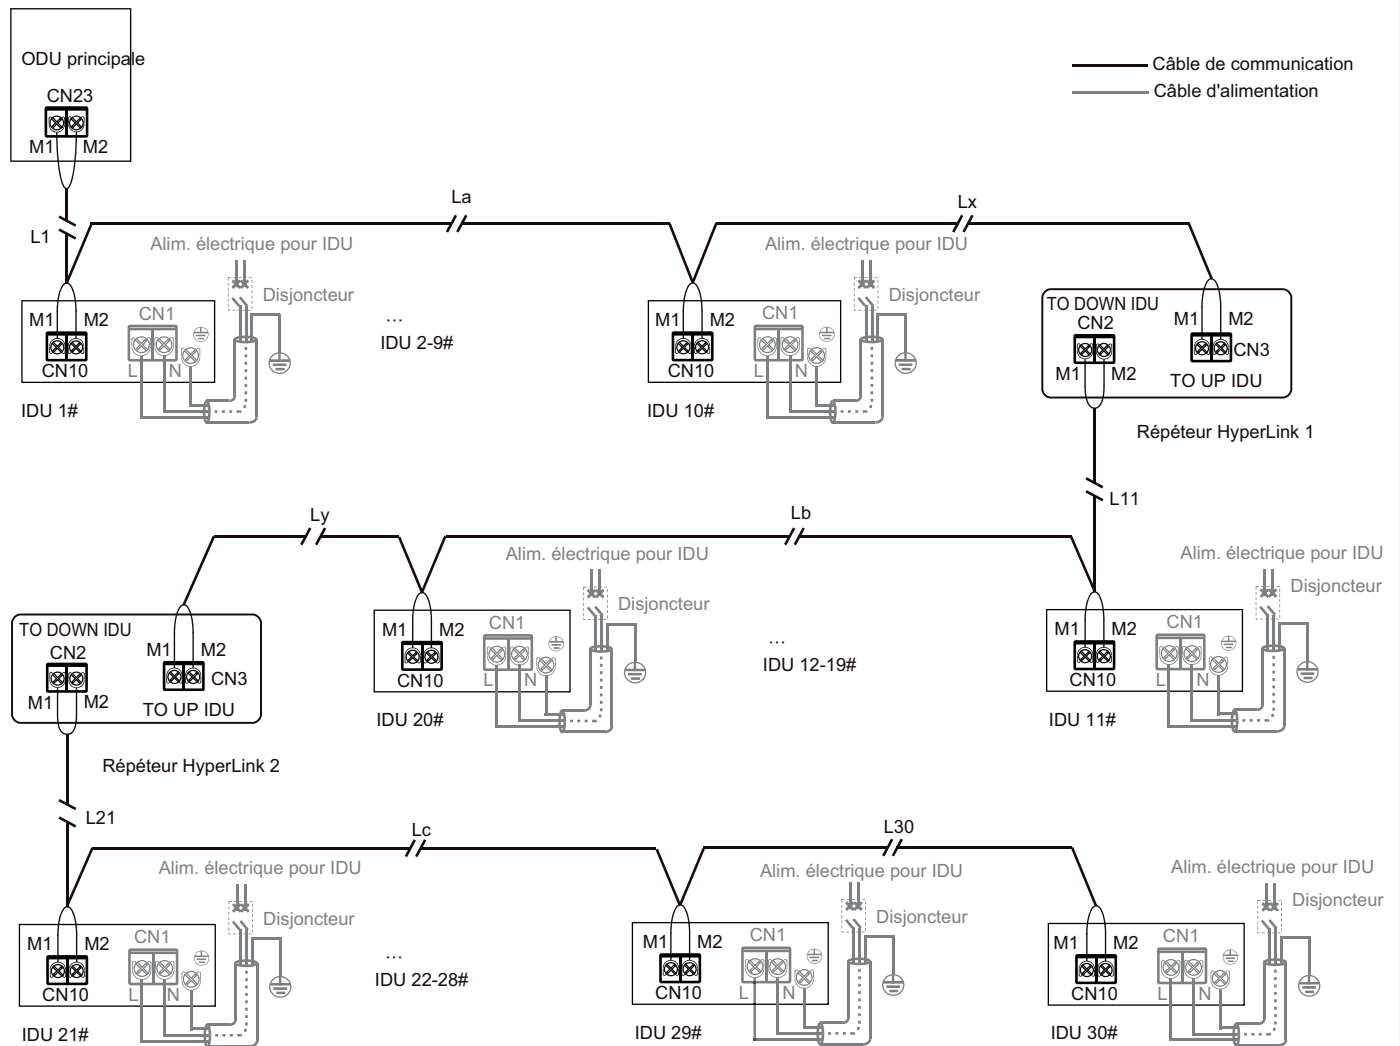 ODU principale
CN23
M1 M2
Câble de communication
Câble d'alimentation
L1
La
Lx
Alim. électrique pour IDU
Disjoncteur
M1 M2
CN1
CN10
L N
IDU 1#
...
IDU 2-9#
Alim. électrique pour IDU
Disjoncteur
M1 M2
CN1
CN10
L N
IDU 10#
TO DOWN IDU
CN2
M1 M2
M1 M2
CN3
TO UP IDU
Répéteur HyperLink 1
L11
Ly
Lb
TO DOWN IDU
CN2
M1 M2
M1 M2
CN3
TO UP IDU
Répéteur HyperLink 2
Alim. électrique pour IDU
Disjoncteur
M1 M2
CN1
CN10
L N
IDU 20#
...
IDU 12-19#
Alim. électrique pour IDU
Disjoncteur
M1 M2
CN1
CN10
L N
IDU 11#
L21
Lc
L30
Alim. électrique pour IDU
Disjoncteur
M1 M2
CN1
CN10
L N
IDU 21#
...
IDU 22-28#
Alim. électrique pour IDU
Disjoncteur
M1 M2
CN1
CN10
L N
IDU 29#
Alim. électrique pour IDU
Disjoncteur
M1 M2
CN1
CN10
L N
IDU 30#